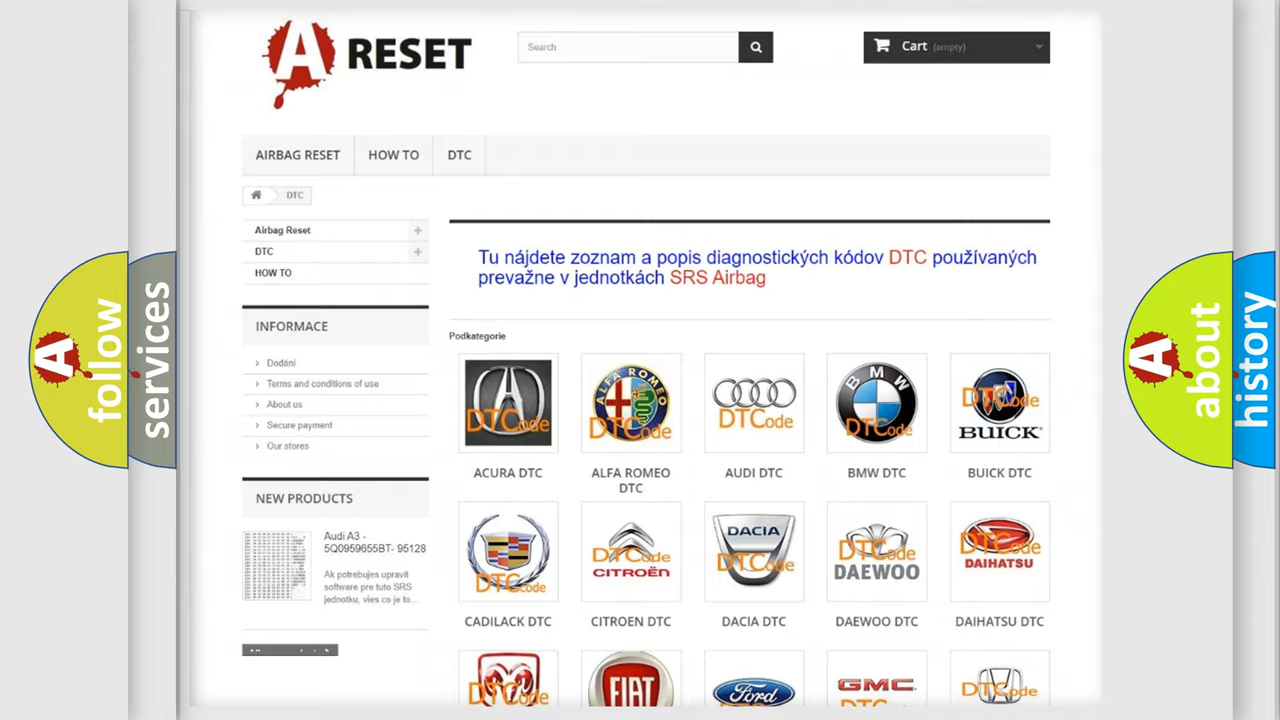 A RESET
Search
Cart (empty)
AIRBAG RESET
HOW TO
DTC
DTC
Airbag Reset
DTC
HOW TO
INFORMACE
Dodání
Terms and conditions of use
About us
Secure payment
Our stores
NEW PRODUCTS
Audi A3 -
5Q0959655BT- 95128
Ak potrebujes upravit
software pre tuto SRS
jednotku, vies co je to...
Tu nájdete zoznam a popis diagnostických kódov DTC používaných
prevažne v jednotkách SRS Airbag
Podkategorie
DTCode
ALFA ROMEO
DTCode
DTCode
BMW
DTCode
DTCode
BUICK
ACURA DTC
ALFA ROMEO
DTC
AUDI DTC
BMW DTC
BUICK DTC
DTCode
DTCode
CITROËN
DACIA
DTCode
DTCode
DAEWOO
DTCode
DAIHATSU
CADILACK DTC
CITROEN DTC
DACIA DTC
DAEWOO DTC
DAIHATSU DTC
DTCode
FIAT
Ford
GMC
DTCode
A follow
services
A about
history